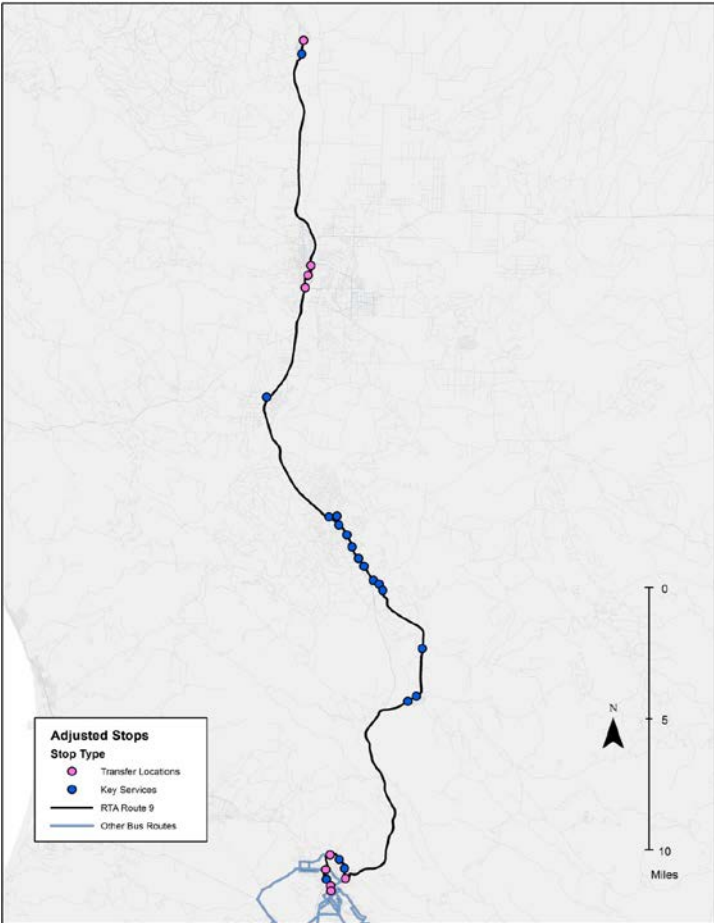 0
N
5
Adjusted Stops
Stop Type
Transfer Locations
Key Services
RTA Route 9
Other Bus Routes
10
Miles